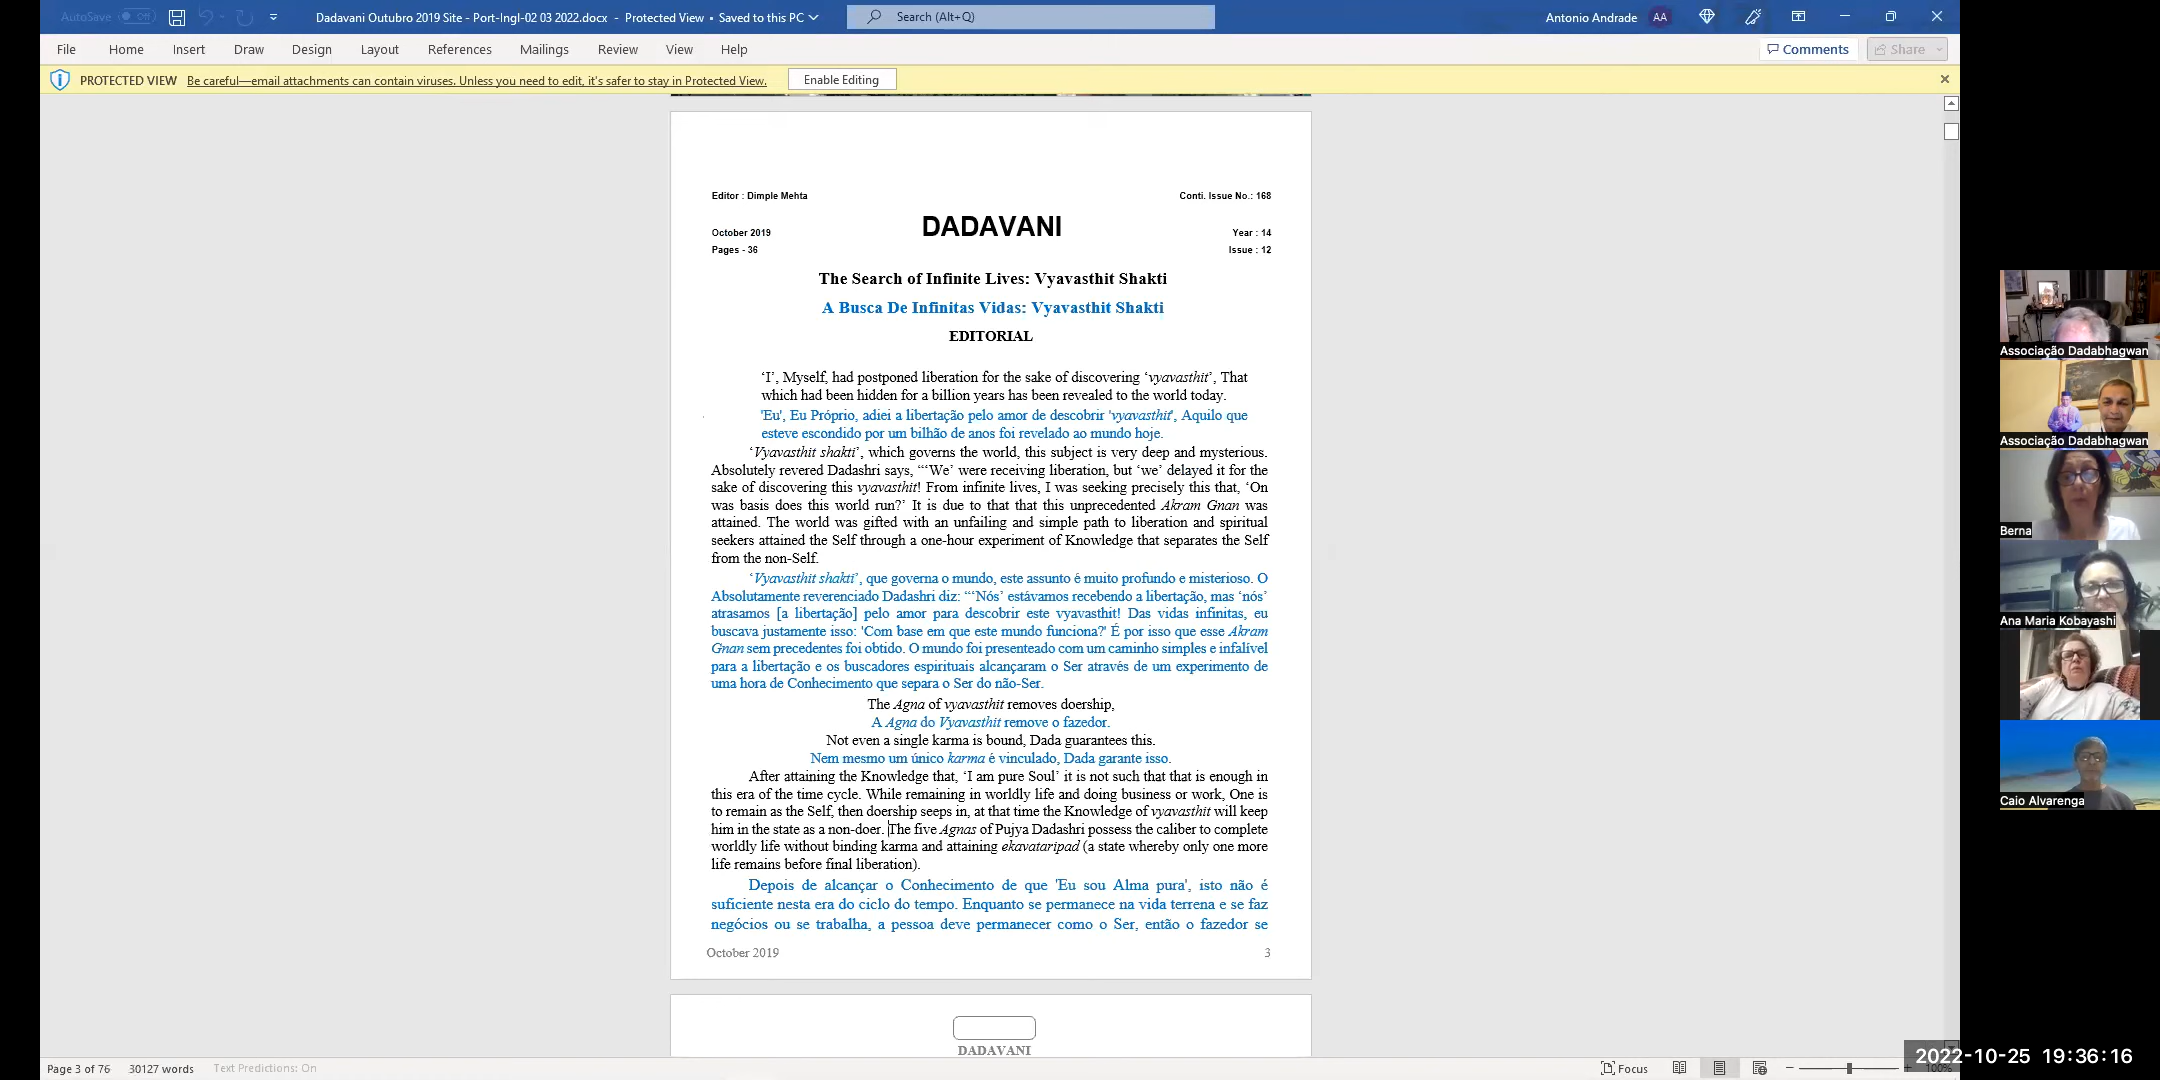 AutoSave Off Dadavani Outubro 2019 Site - Port-Ingl-02 03 2022.docx - Protected View • Saved to this PC Search (Alt+Q) Antonio Andrade AA
File Home Insert Draw Design Layout References Mailings Review View Help Comments Share
PROTECTED VIEW Be careful—email attachments can contain viruses. Unless you need to edit, it's safer to stay in Protected View. Enable Editing
Editor : Dimple Mehta Conti. Issue No.: 168
DADAVANI
October 2019 Year : 14
Pages - 36 Issue : 12
The Search of Infinite Lives: Vyavasthit Shakti
A Busca De Infinitas Vidas: Vyavasthit Shakti
EDITORIAL
‘I’, Myself, had postponed liberation for the sake of discovering ‘vyavasthit’, That
which had been hidden for a billion years has been revealed to the world today.
'Eu', Eu Próprio, adiei a libertação pelo amor de descobrir 'vyavasthit', Aquilo que
esteve escondido por um bilhão de anos foi revelado ao mundo hoje.
‘Vyavasthit shakti’, which governs the world, this subject is very deep and mysterious.
Absolutely revered Dadashri says, “‘We’ were receiving liberation, but ‘we’ delayed it for the
sake of discovering this vyavasthit! From infinite lives, I was seeking precisely this that, ‘On
was basis does this world run?’ It is due to that that this unprecedented Akram Gnan was
attained. The world was gifted with an unfailing and simple path to liberation and spiritual
seekers attained the Self through a one-hour experiment of Knowledge that separates the Self
from the non-Self.
‘Vyavasthit shakti’, que governa o mundo, este assunto é muito profundo e misterioso. O
Absolutamente reverenciado Dadashri diz: “‘Nós’ estávamos recebendo a libertação, mas ‘nós’
atrasamos [a libertação] pelo amor para descobrir este vyavasthit! Das vidas infinitas, eu
buscava justamente isso: 'Com base em que este mundo funciona?' É por isso que esse Akram
Gnan sem precedentes foi obtido. O mundo foi presenteado com um caminho simples e infalível
para a libertação e os buscadores espirituais alcançaram o Ser através de um experimento de
uma hora de Conhecimento que separa o Ser do não-Ser.
The Agna of vyavasthit removes doership,
A Agna do Vyavasthit remove o fazedor.
Not even a single karma is bound, Dada guarantees this.
Nem mesmo um único karma é vinculado, Dada garante isso.
After attaining the Knowledge that, ‘I am pure Soul’ it is not such that that is enough in
this era of the time cycle. While remaining in worldly life and doing business or work, One is
to remain as the Self, then doership seeps in, at that time the Knowledge of vyavasthit will keep
him in the state as a non-doer. The five Agnas of Pujya Dadashri possess the caliber to complete
worldly life without binding karma and attaining ekavataripad (a state whereby only one more
life remains before final liberation).
Depois de alcançar o Conhecimento de que 'Eu sou Alma pura', isto não é
suficiente nesta era do ciclo do tempo. Enquanto se permanece na vida terrena e se faz
negócios ou se trabalha, a pessoa deve permanecer como o Ser, então o fazedor se
October 2019 3
DADAVANI
Page 3 of 76 30127 words Text Predictions: On Focus 100%
Associação Dadabhagwan
Associação Dadabhagwan
Berna
Ana Maria Kobayashi
Caio Alvarenga
2022-10-25 19:36:16